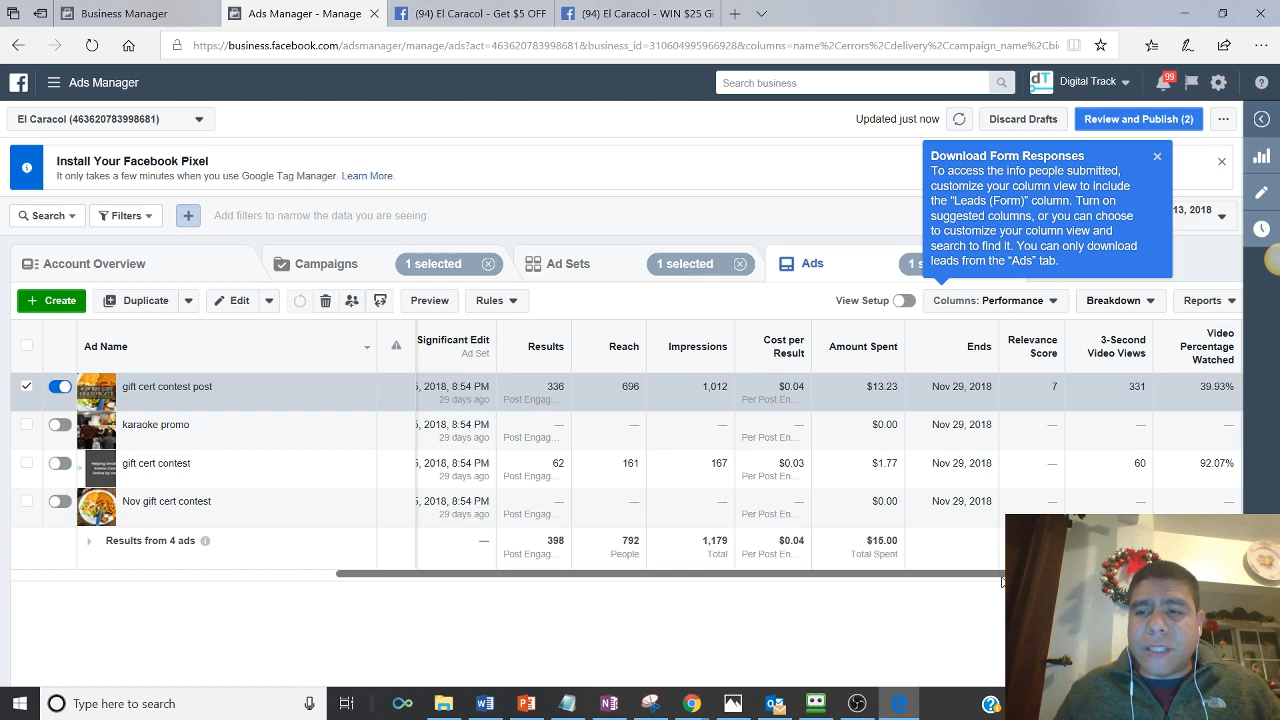 Business Manager
Ads Manager - Manage
(94) El Caracol - Get $5 OFF
(94) El Caracol - WIN $25 Gi
https://business.facebook.com/adsmanager/manage/ads?act=463620783998681&business_id=310604995966928&columns=name%2Cerrors%2Cdelivery%2Ccampaign_name%2Cbi
Ads Manager
Search business
dT
Digital Track
99
El Caracol (463620783998681)
Updated just now
Discard Drafts
Review and Publish (2)
Install Your Facebook Pixel
It only takes a few minutes when you use Google Tag Manager. Learn More.
Download Form Responses
To access the info people submitted,
customize your column view to include
the "Leads (Form)" column. Turn on
suggested columns, or you can choose
to customize your column view and
search to find it. You can only download
leads from the "Ads" tab.
Search
Filters
Add filters to narrow the data you are seeing.
13, 2018
Account Overview
Campaigns
1 selected
Ad Sets
1 selected
Ads
1 s
Create
Duplicate
Edit
Preview
Rules
View Setup
Columns: Performance
Breakdown
Reports
Ad Name
Significant Edit
Ad Set
Results
Reach
Impressions
Cost per
Result
Amount Spent
Ends
Relevance
Score
3-Second
Video Views
Video
Percentage
Watched
gift cert contest post
5, 2018, 8:54 PM
29 days ago
336
Post Engag...
696
1,012
$0.04
Per Post En...
$13.23
Nov 29, 2018
7
331
39.93%
karaoke promo
5, 2018, 8:54 PM
29 days ago
—
Post Engag...
—
—
—
Per Post En...
$0.00
Nov 29, 2018
—
—
—
gift cert contest
5, 2018, 8:54 PM
29 days ago
62
Post Engag...
161
167
$0.03
Per Post En...
$1.77
Nov 29, 2018
—
60
92.07%
Nov gift cert contest
5, 2018, 8:54 PM
29 days ago
—
Post Engag...
—
—
—
Per Post En...
$0.00
Nov 29, 2018
—
—
—
Results from 4 ads
—
398
Post Engag...
792
People
1,179
Total
$0.04
Per Post En...
$15.00
Total Spent
Type here to search